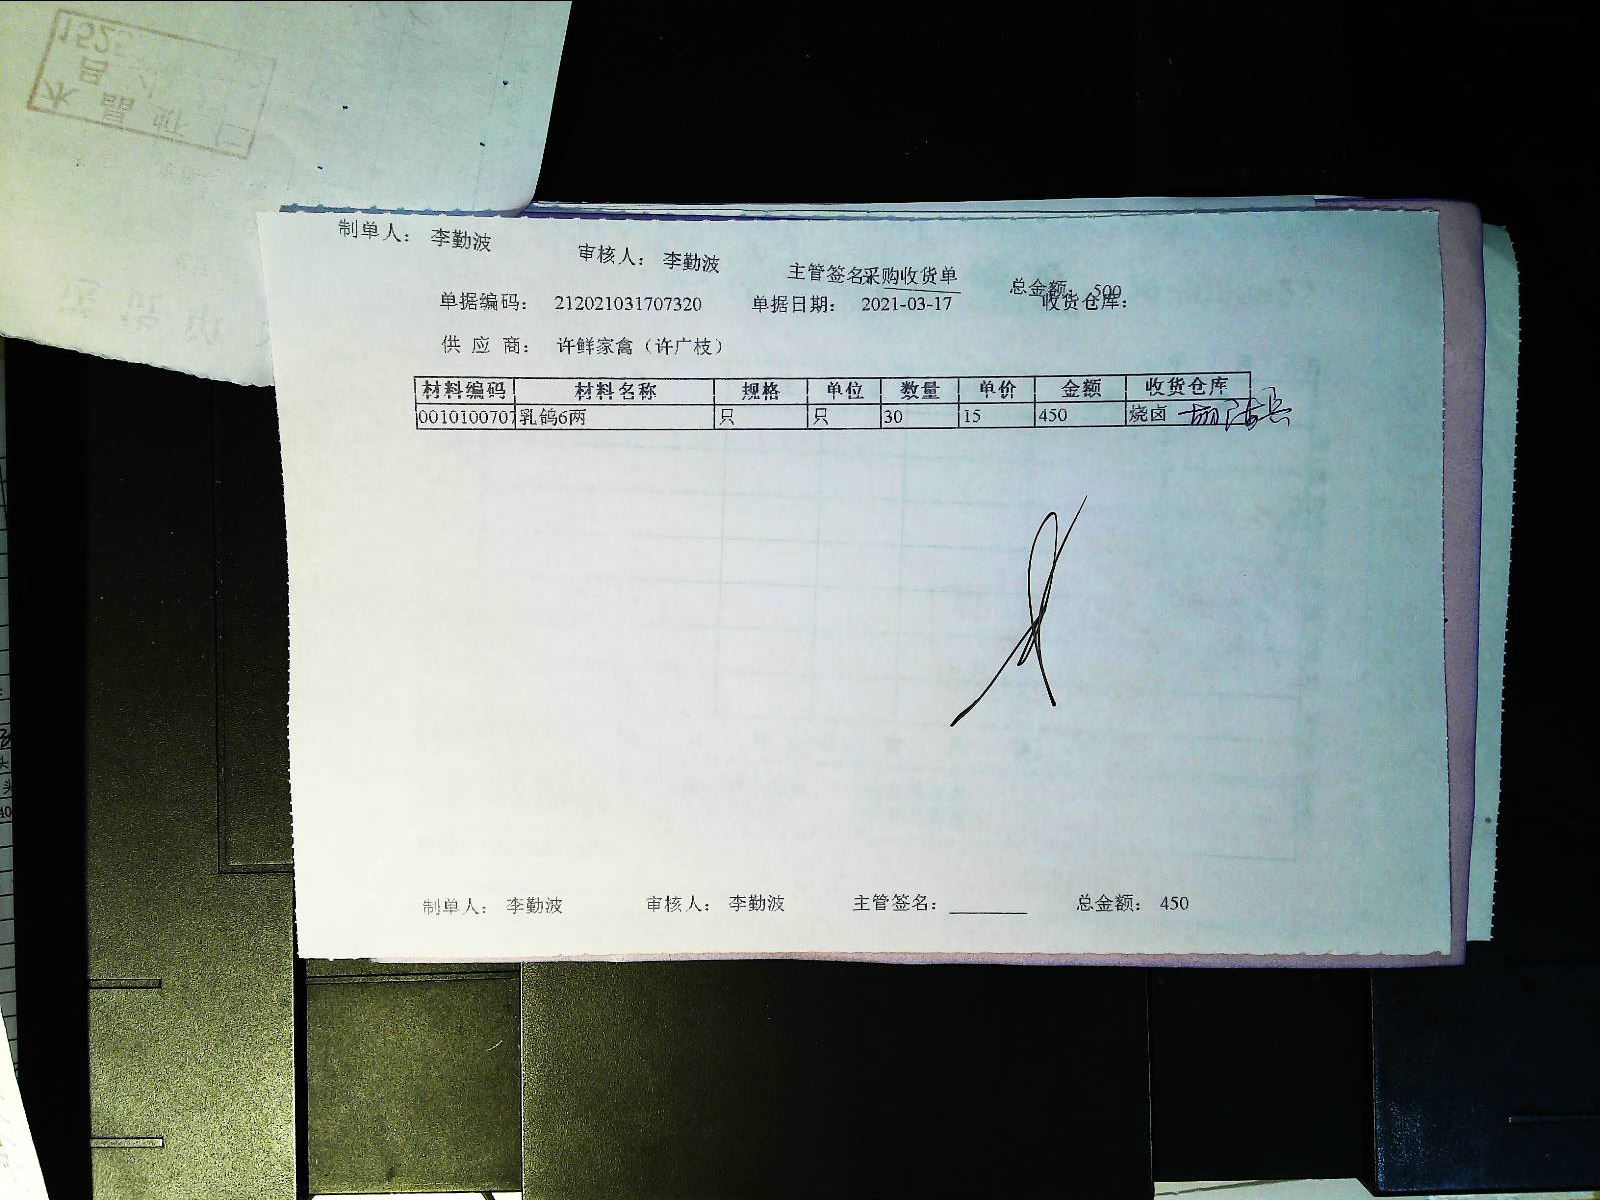 制单人： 李勤波 审核人： 李勤波 主管签名 采购收货单 总金额： 500
单据编码： 212021031707320 单据日期： 2021-03-17 收货仓库：
供 应 商： 许鲜家禽（许广枝）
材料编码 材料名称 规格 单位 数量 单价 金额 收货仓库
0010100707 乳鸽6两 只 只 30 15 450 烧卤
制单人： 李勤波 审核人： 李勤波 主管签名：______ 总金额： 450